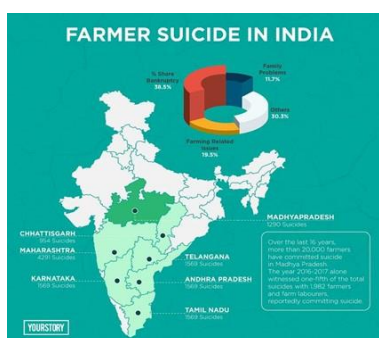 FARMER SUICIDE IN INDIA
% Share
Bankruptcy
38.5%
Family
Problems
11.7%
Others
30.3%
Farming Related
Issues
19.5%
MADHYAPRADESH
1290 Suicides
CHHATTISGARH
854 Suicides
MAHARASHTRA
4291 Suicides
TELANGANA
1569 Suicides
KARNATAKA
1569 Suicides
ANDHRA PRADESH
1569 Suicides
TAMIL NADU
1569 Suicides
Over the last 16 years,
more than 20,000 farmers
have committed suicide
in Madhya Pradesh.
The year 2016-2017 alone
witnessed one-fifth of the total
suicides with 1,982 farmers
and farm labourers,
reportedly committing suicide.
YOURSTORY